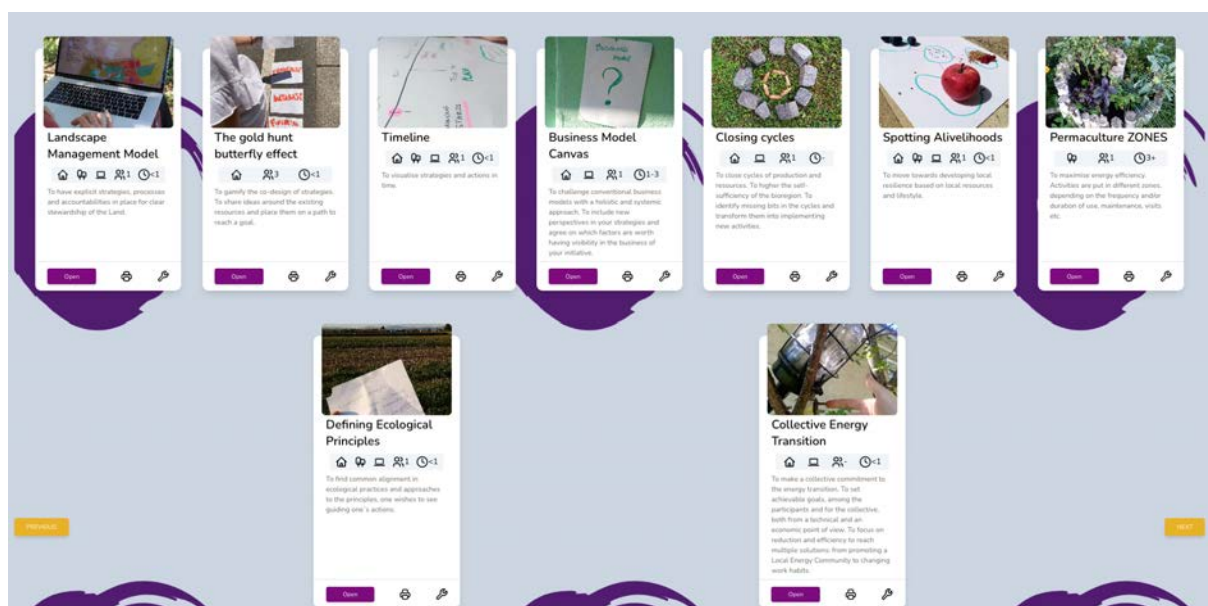 Landscape
Management Model
1 <1
To have explicit strategies, processes
and accountabilities in place for clear
stewardship of the Land.
Open
The gold hunt
butterfly effect
3 <1
To gamify the co-design of strategies.
To share ideas around the existing
resources and place them on a path to
reach a goal.
Open
Timeline
1 <1
To visualise strategies and actions in
time.
Open
Business
Model
?
Business Model
Canvas
1 1-3
To challenge conventional business
models with a holistic and systemic
approach. To include new
perspectives in your strategies and
agree on which factors are worth
having visibility in the business of
your initiative.
Open
Closing cycles
1 -
To close cycles of production and
resources. To higher the self-
sufficiency of the bioregion. To
identify missing bits in the cycles and
transform them into implementing
new activities.
Open
Spotting Alivelihoods
1 <1
To move towards developing local
resilience based on local resources
and lifestyle.
Open
Permaculture ZONES
1 3+
To maximise energy efficiency.
Activities are put in different zones,
depending on the frequency and/or
duration of use, maintenance, visits
etc.
Open
Defining Ecological
Principles
1 <1
To find common alignment in
ecological practices and approaches
to the principles, one wishes to see
guiding one´s actions.
Open
Collective Energy
Transition
- <1
To make a collective commitment to
the energy transition. To set
achievable goals, among the
participants and for the collective,
both from a technical and an
economic point of view. To focus on
reduction and efficiency to reach
multiple solutions: from promoting a
Local Energy Community to changing
work habits.
Open
PREVIOUS
NEXT